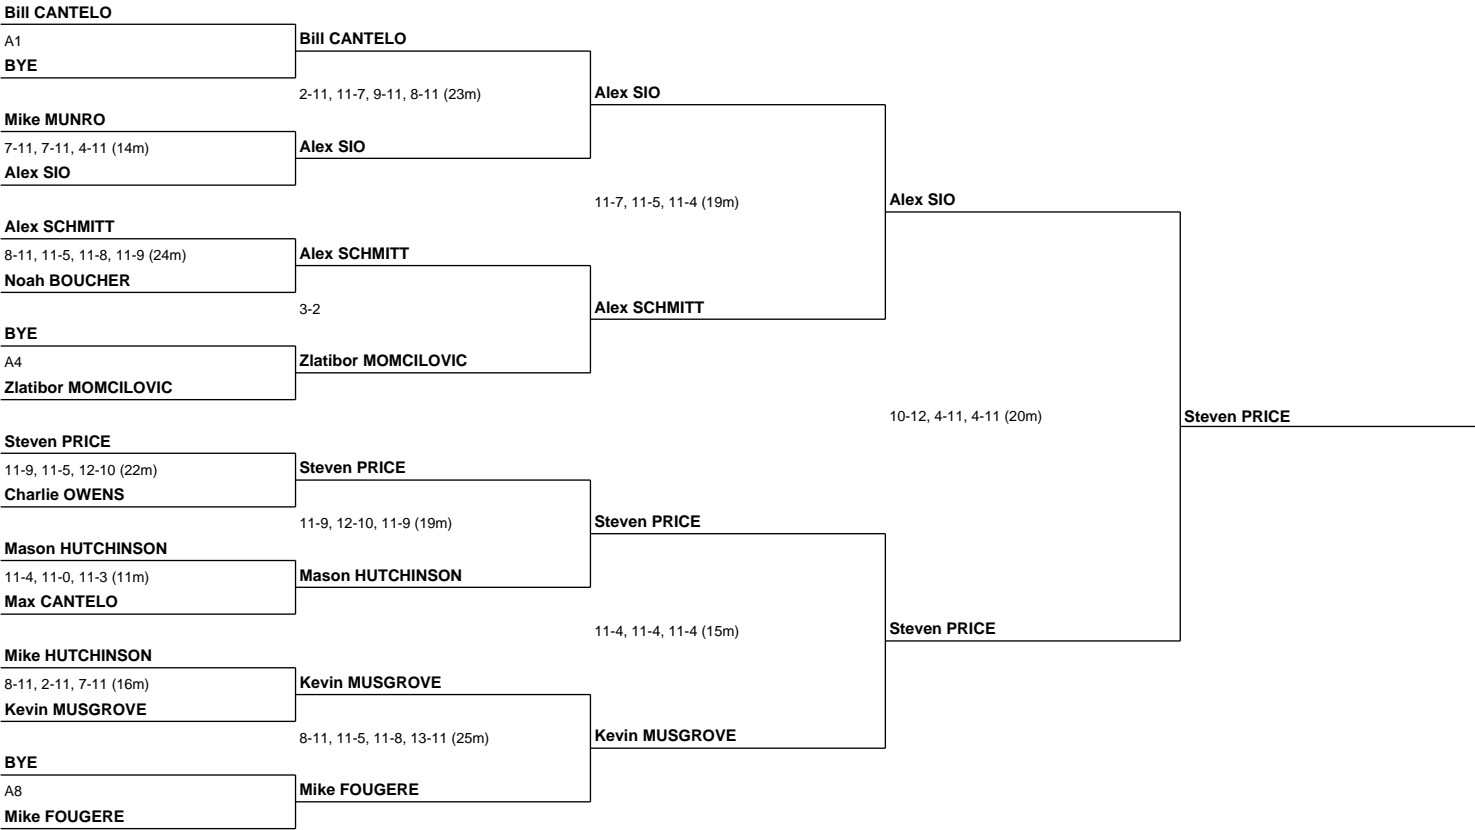 Bill CANTELO
A1
BYE
Mike MUNRO
7-11, 7-11, 4-11 (14m)
Alex SIO
Alex SCHMITT
8-11, 11-5, 11-8, 11-9 (24m)
Noah BOUCHER
BYE
A4
Zlatibor MOMCILOVIC
Steven PRICE
11-9, 11-5, 12-10 (22m)
Charlie OWENS
Mason HUTCHINSON
11-4, 11-0, 11-3 (11m)
Max CANTELO
Mike HUTCHINSON
8-11, 2-11, 7-11 (16m)
Kevin MUSGROVE
BYE
A8
Mike FOUGERE
Bill CANTELO
2-11, 11-7, 9-11, 8-11 (23m)
Alex SIO
Alex SCHMITT
3-2
Zlatibor MOMCILOVIC
Steven PRICE
11-9, 12-10, 11-9 (19m)
Mason HUTCHINSON
Kevin MUSGROVE
8-11, 11-5, 11-8, 13-11 (25m)
Mike FOUGERE
Alex SIO
11-7, 11-5, 11-4 (19m)
Alex SCHMITT
Steven PRICE
11-4, 11-4, 11-4 (15m)
Kevin MUSGROVE
Alex SIO
10-12, 4-11, 4-11 (20m)
Steven PRICE
Steven PRICE